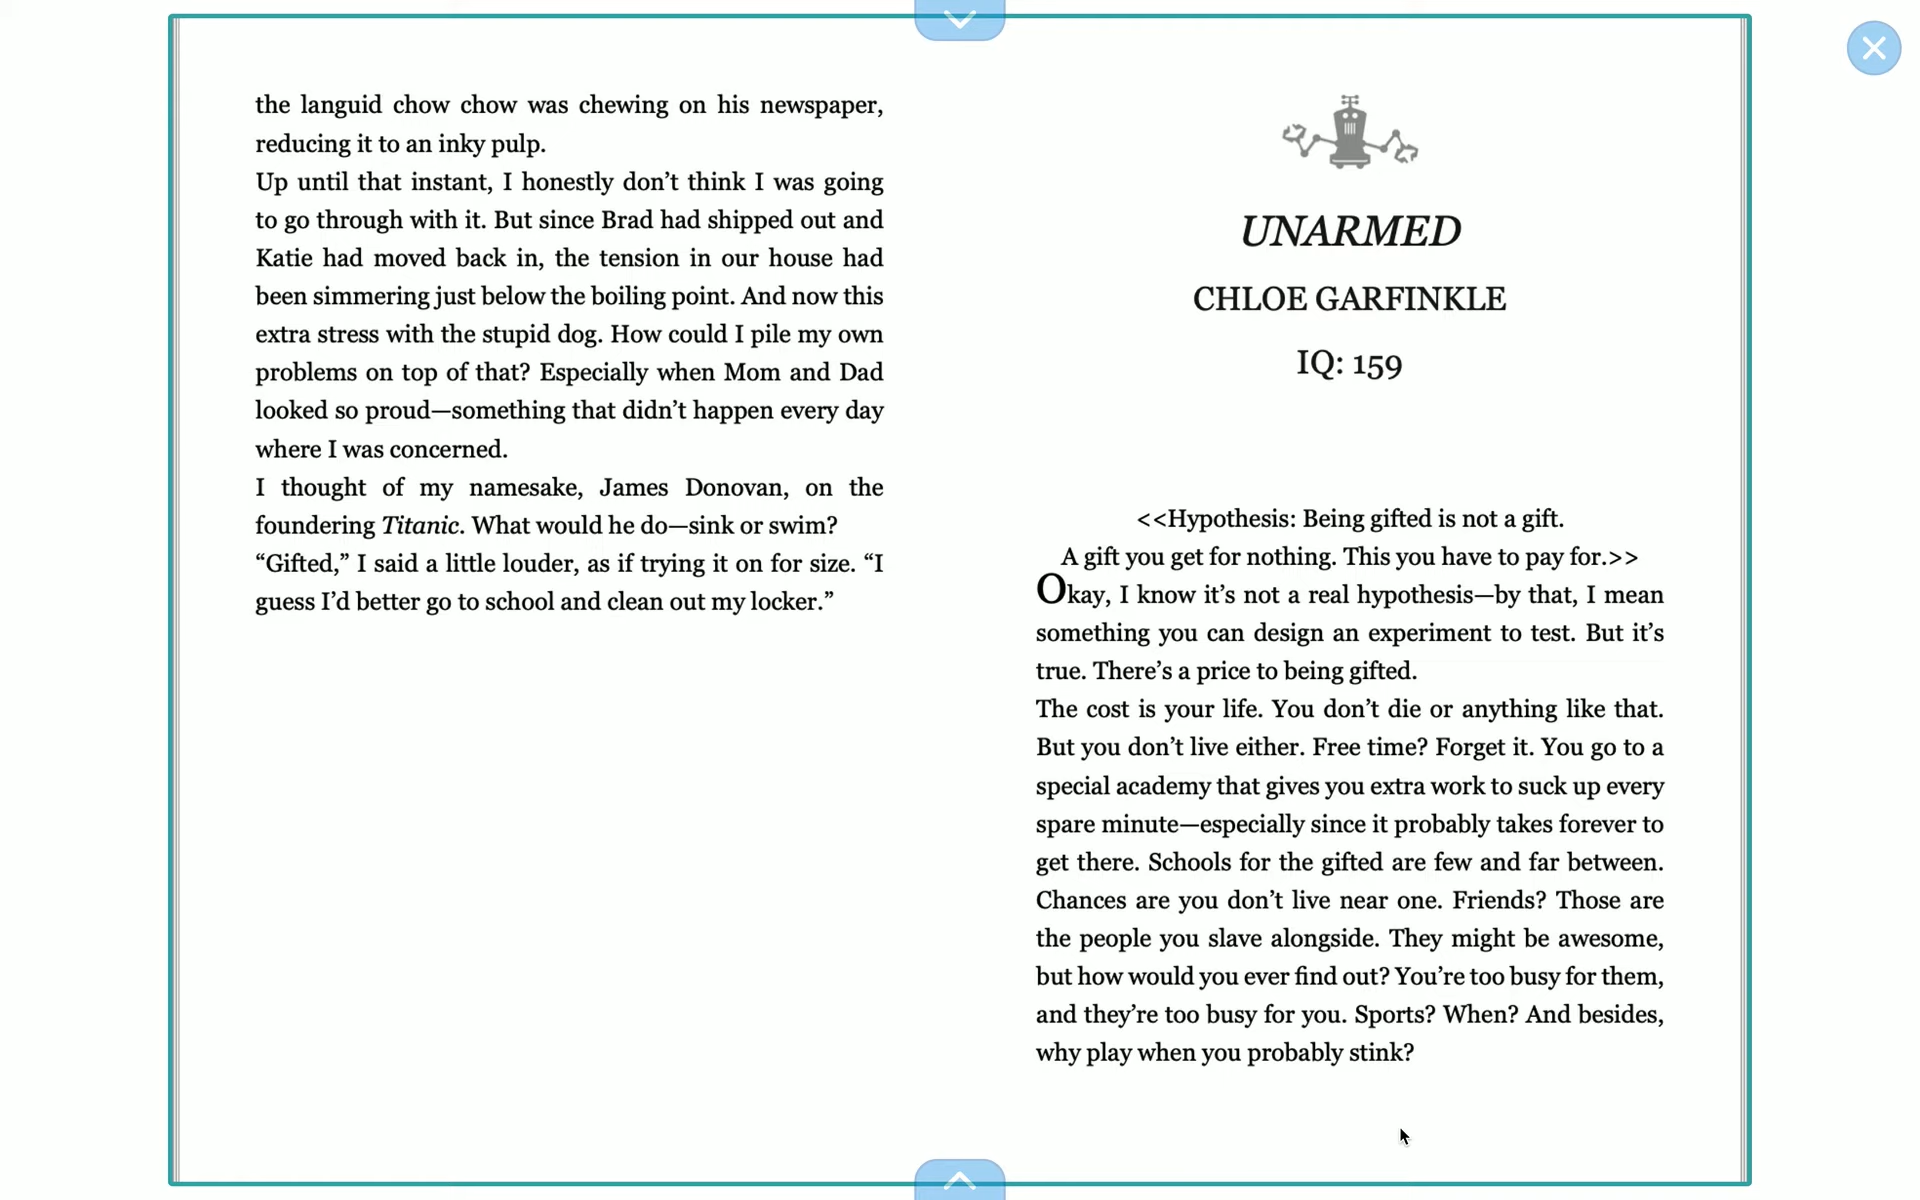 the languid chow chow was chewing on his newspaper,
reducing it to an inky pulp.
Up until that instant, I honestly don’t think I was going
to go through with it. But since Brad had shipped out and
Katie had moved back in, the tension in our house had
been simmering just below the boiling point. And now this
extra stress with the stupid dog. How could I pile my own
problems on top of that? Especially when Mom and Dad
looked so proud—something that didn’t happen every day
where I was concerned.
I thought of my namesake, James Donovan, on the
foundering Titanic. What would he do—sink or swim?
“Gifted,” I said a little louder, as if trying it on for size. “I
guess I’d better go to school and clean out my locker.”
UNARMED
CHLOE GARFINKLE
IQ: 159
<<Hypothesis: Being gifted is not a gift.
A gift you get for nothing. This you have to pay for.>>
Okay, I know it’s not a real hypothesis—by that, I mean
something you can design an experiment to test. But it’s
true. There’s a price to being gifted.
The cost is your life. You don’t die or anything like that.
But you don’t live either. Free time? Forget it. You go to a
special academy that gives you extra work to suck up every
spare minute—especially since it probably takes forever to
get there. Schools for the gifted are few and far between.
Chances are you don’t live near one. Friends? Those are
the people you slave alongside. They might be awesome,
but how would you ever find out? You’re too busy for them,
and they’re too busy for you. Sports? When? And besides,
why play when you probably stink?